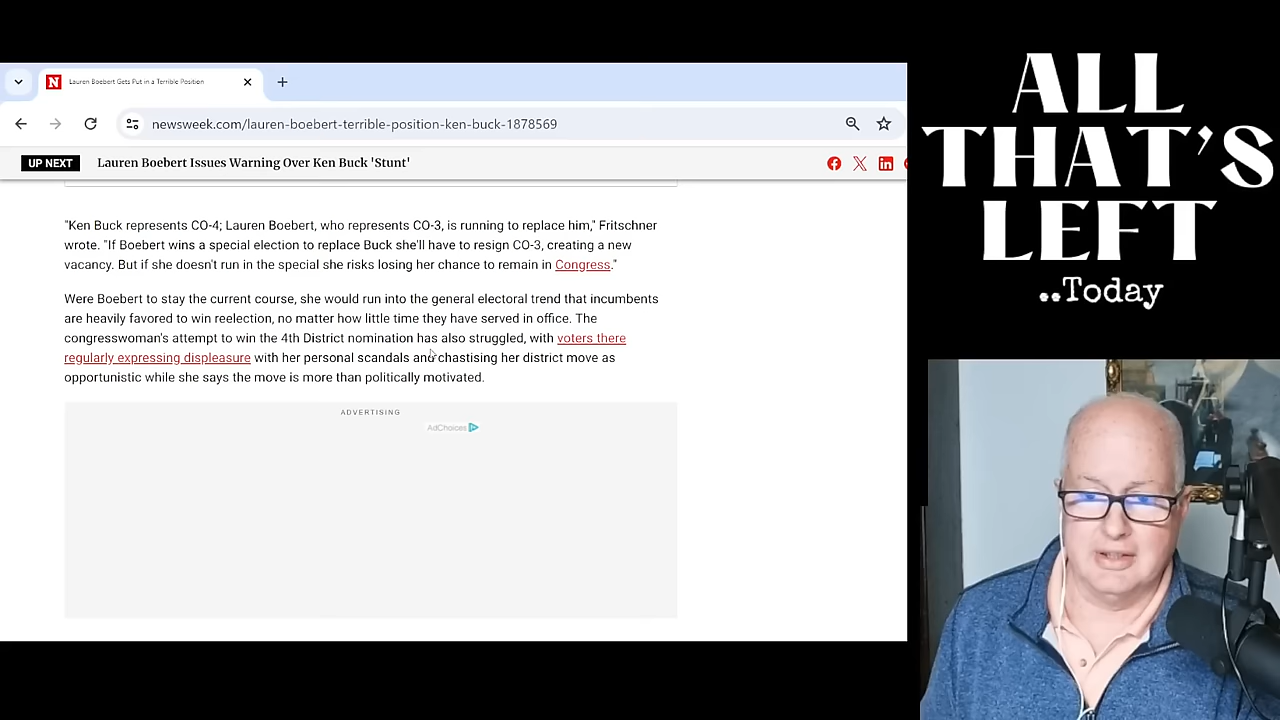 Lauren Boebert Gets Put in a Terrible Position
newsweek.com/lauren-boebert-terrible-position-ken-buck-1878569
UP NEXT Lauren Boebert Issues Warning Over Ken Buck 'Stunt'
"Ken Buck represents CO-4; Lauren Boebert, who represents CO-3, is running to replace him," Fritschner
wrote. "If Boebert wins a special election to replace Buck she'll have to resign CO-3, creating a new
vacancy. But if she doesn't run in the special she risks losing her chance to remain in Congress."
Were Boebert to stay the current course, she would run into the general electoral trend that incumbents
are heavily favored to win reelection, no matter how little time they have served in office. The
congresswoman's attempt to win the 4th District nomination has also struggled, with voters there
regularly expressing displeasure with her personal scandals and chastising her district move as
opportunistic while she says the move is more than politically motivated.
ADVERTISING
AdChoices
ALL
THAT'S
LEFT
..Today